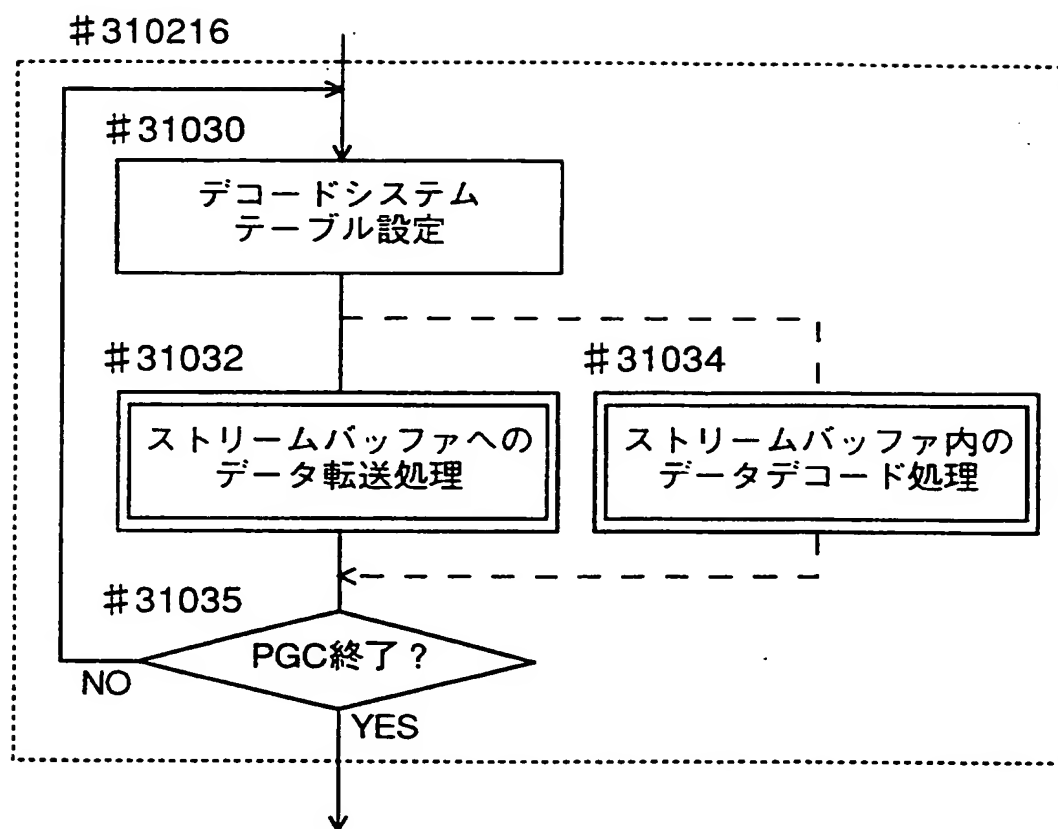 #310216
#31030
デコードシステム
テーブル設定
#31032
#31034
ストリームバッファへの
データ転送処理
ストリームバッファ内の
データデコード処理
#31035
PGC終了?
NO
YES